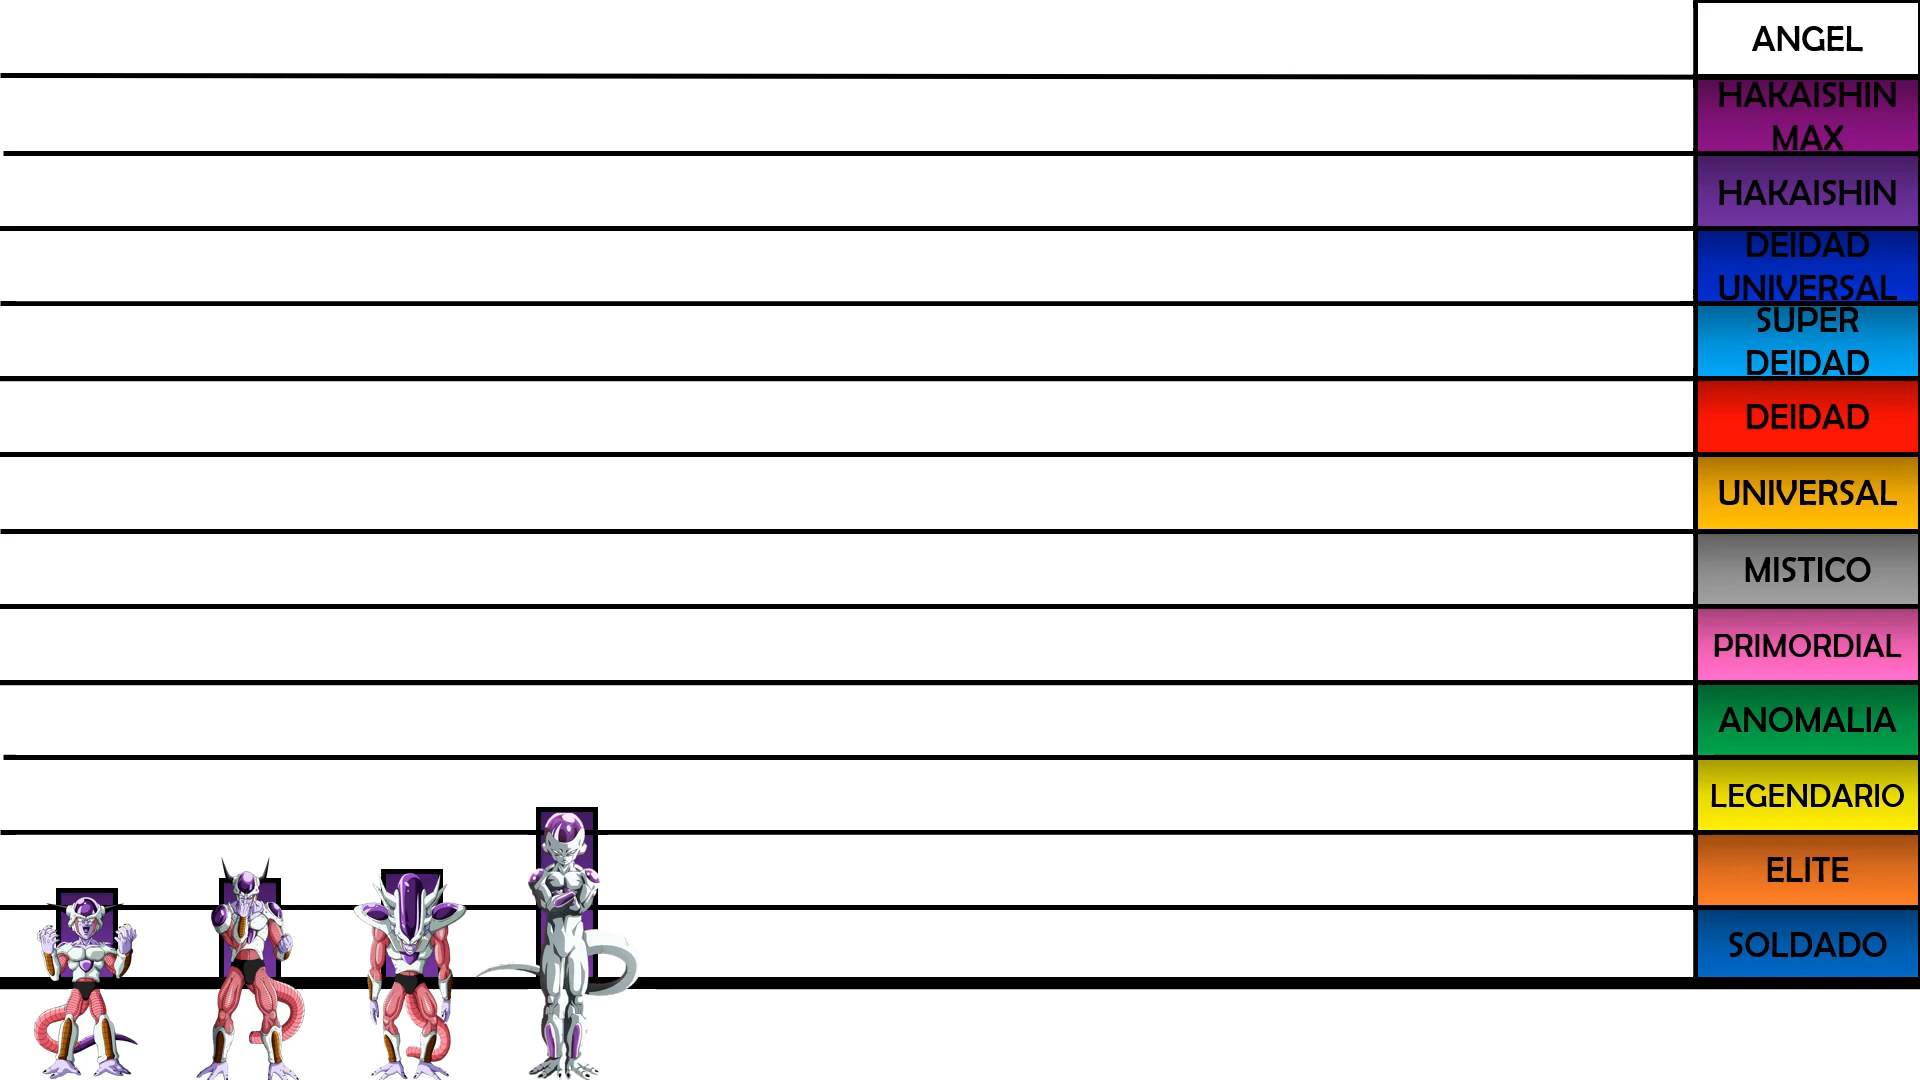 ANGEL
HAKAISHIN
MAX
HAKAISHIN
DEIDAD
UNIVERSAL
SUPER
DEIDAD
DEIDAD
UNIVERSAL
MISTICO
PRIMORDIAL
ANOMALIA
LEGENDARIO
ELITE
SOLDADO